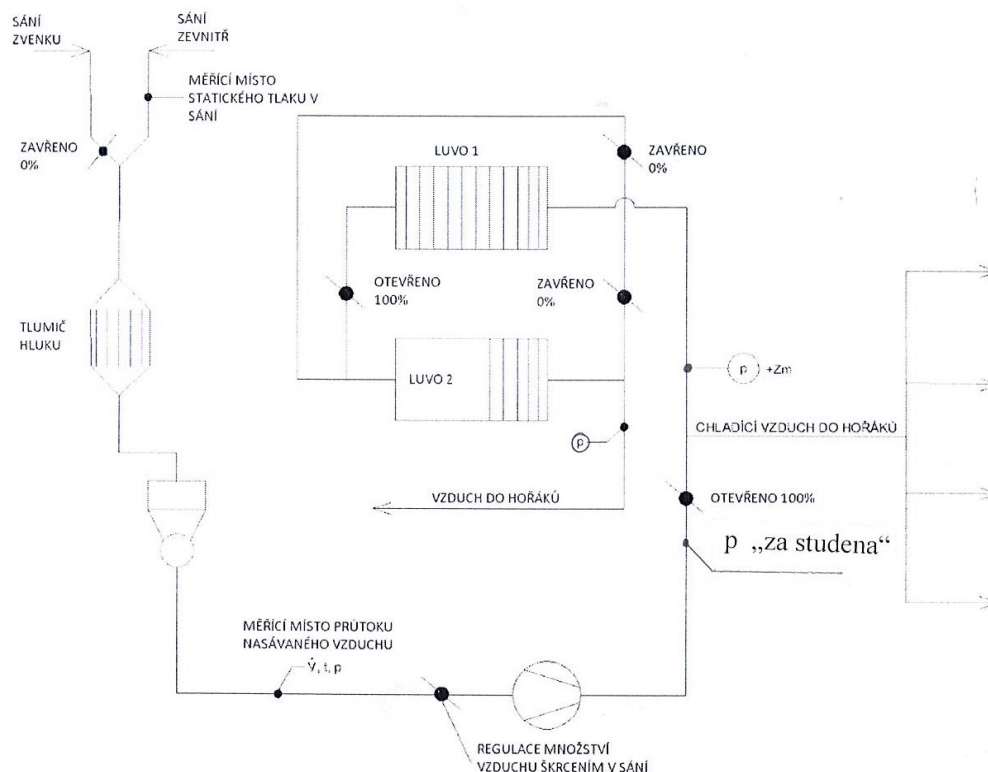 SÁNÍ
ZVENKU
SÁNÍ
ZEVNITŘ
MĚŘÍCÍ MÍSTO
STATICKÉHO TLAKU V
SÁNÍ
ZAVŘENO
0%
LUVO 1
ZAVŘENO
0%
OTEVŘENO
100%
ZAVŘENO
0%
TLUMIČ
HLUKU
LUVO 2
p +Zm
CHLADÍCÍ VZDUCH DO HOŘÁKŮ
p
VZDUCH DO HOŘÁKŮ
OTEVŘENO 100%
p „za studena“
MĚŘÍCÍ MÍSTO PRŮTOKU
NASÁVANÉHO VZDUCHU
V̇, t, p
REGULACE MNOŽSTVÍ
VZDUCHU ŠKRCENÍM V SÁNÍ